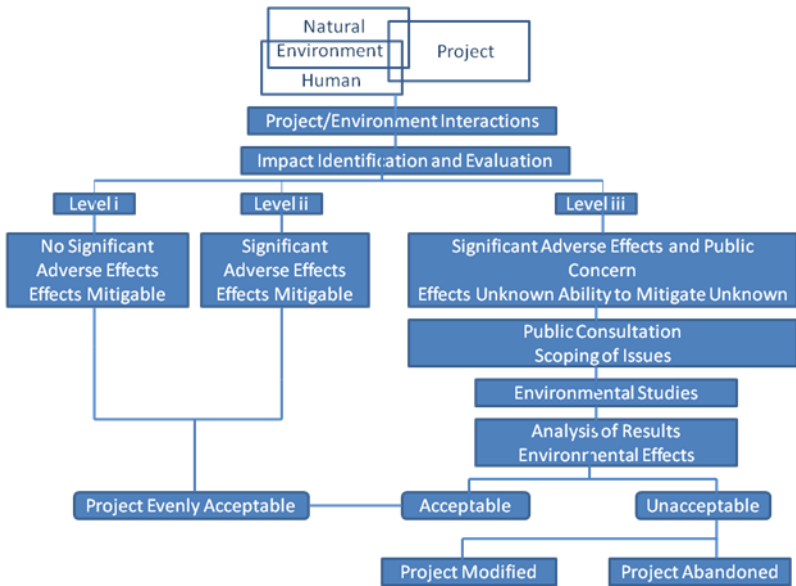 Natural
Environment
Human
Project
Project/Environment Interactions
Impact Identification and Evaluation
Level i
Level ii
Level iii
No Significant
Adverse Effects
Effects Mitigable
Significant
Adverse Effects
Effects Mitigable
Significant Adverse Effects and Public
Concern
Effects Unknown Ability to Mitigate Unknown
Public Consultation
Scoping of Issues
Environmental Studies
Analysis of Results
Environmental Effects
Project Evenly Acceptable
Acceptable
Unacceptable
Project Modified
Project Abandoned